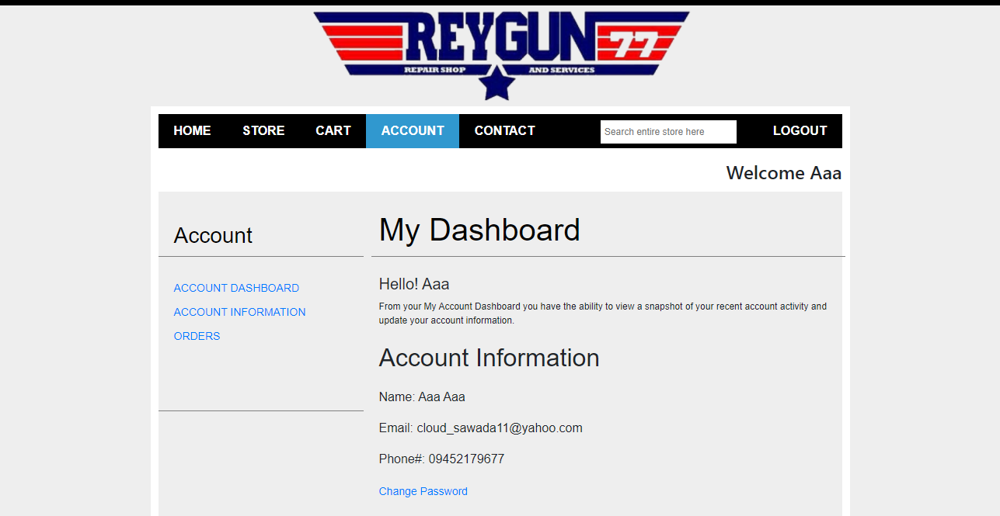 REYGUN 77
REPAIR SHOP AND SERVICES
HOME STORE CART ACCOUNT CONTACT Search entire store here LOGOUT
Welcome Aaa
Account
ACCOUNT DASHBOARD
ACCOUNT INFORMATION
ORDERS
My Dashboard
Hello! Aaa
From your My Account Dashboard you have the ability to view a snapshot of your recent account activity and
update your account information.
Account Information
Name: Aaa Aaa
Email: cloud_sawada11@yahoo.com
Phone#: 09452179677
Change Password